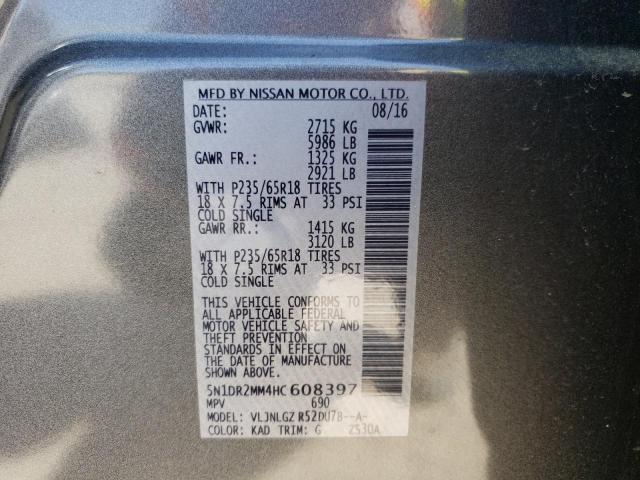 MFD BY NISSAN MOTOR CO., LTD.
DATE: 08/16
GVWR: 2715 KG
5986 LB
GAWR FR.: 1325 KG
2921 LB
WITH P235/65R18 TIRES
18 X 7.5 RIMS AT 33 PSI
COLD SINGLE
GAWR RR.: 1415 KG
3120 LB
WITH P235/65R18 TIRES
18 X 7.5 RIMS AT 33 PSI
COLD SINGLE
THIS VEHICLE CONFORMS TO
ALL APPLICABLE FEDERAL
MOTOR VEHICLE SAFETY AND
THEFT PREVENTION
STANDARDS IN EFFECT ON
THE DATE OF MANUFACTURE
SHOWN ABOVE.
5N1DR2MM4HC608397
MPV 690
MODEL: VLJNLGZ R52DU7B--A-
COLOR: KAD TRIM: G 2530A